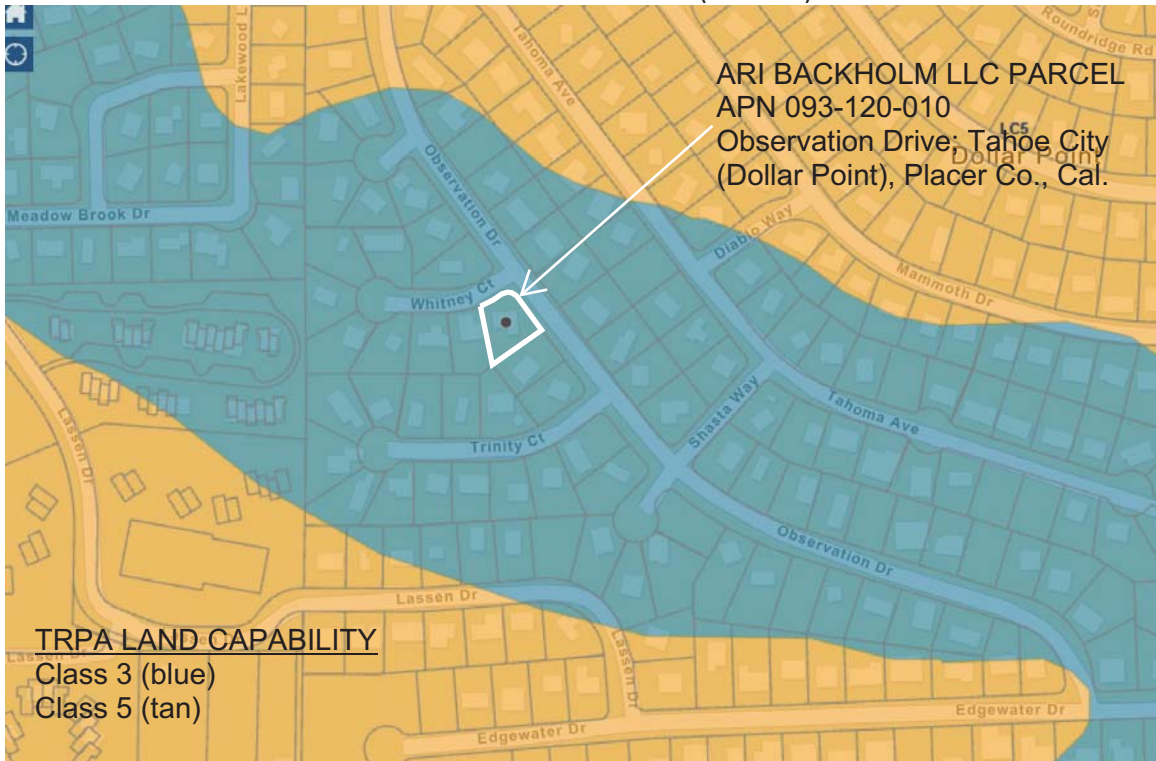 Roundridge Rd
Lakewood L
Tahoma Ave
ARI BACKHOLM LLC PARCEL
APN 093-120-010
Observation Drive; Tahoe City
(Dollar Point), Placer Co., Cal.
LC5
Dollar Point
Observation Dr
Meadow Brook Dr
Diablo Way
Mammoth Dr
Whitney Ct
Lassen Dr
Shasta Way
Tahoma Ave
Trinity Ct
Observation Dr
Lassen Dr
TRPA LAND CAPABILITY
Class 3 (blue)
Class 5 (tan)
Lassen Dr
Lassen Dr
Edgewater Dr
Edgewater Dr